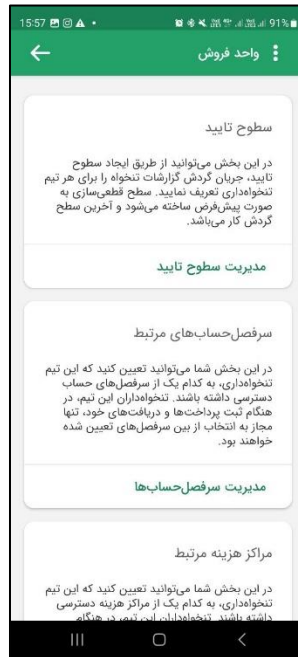 15:57
91%
واحد فروش
سطوح تایید
در این بخش می‌توانید از طریق ایجاد سطوح
تایید، جریان گردش گزارشات تنخواه را برای هر تیم
تنخواه‌داری تعریف نمایید. سطح قطعی‌سازی به
صورت پیش‌فرض ساخته می‌شود و آخرین سطح
گردش کار می‌باشد.
مدیریت سطوح تایید
سرفصل‌حساب‌های مرتبط
در این بخش شما می‌توانید تعیین کنید که این تیم
تنخواه‌داری، به کدام یک از سرفصل‌های حساب
دسترسی داشته باشند. تنخواه‌داران این تیم، در
هنگام ثبت پرداخت‌ها و دریافت‌های خود، تنها
مجاز به انتخاب از بین سرفصل‌های تعیین شده
خواهند بود.
مدیریت سرفصل‌حساب‌ها
مراکز هزینه مرتبط
در این بخش شما می‌توانید تعیین کنید که این تیم
تنخواه‌داری، به کدام یک از مراکز هزینه دسترسی
داشته باشند. تنخواه‌داران این تیم، در هنگام